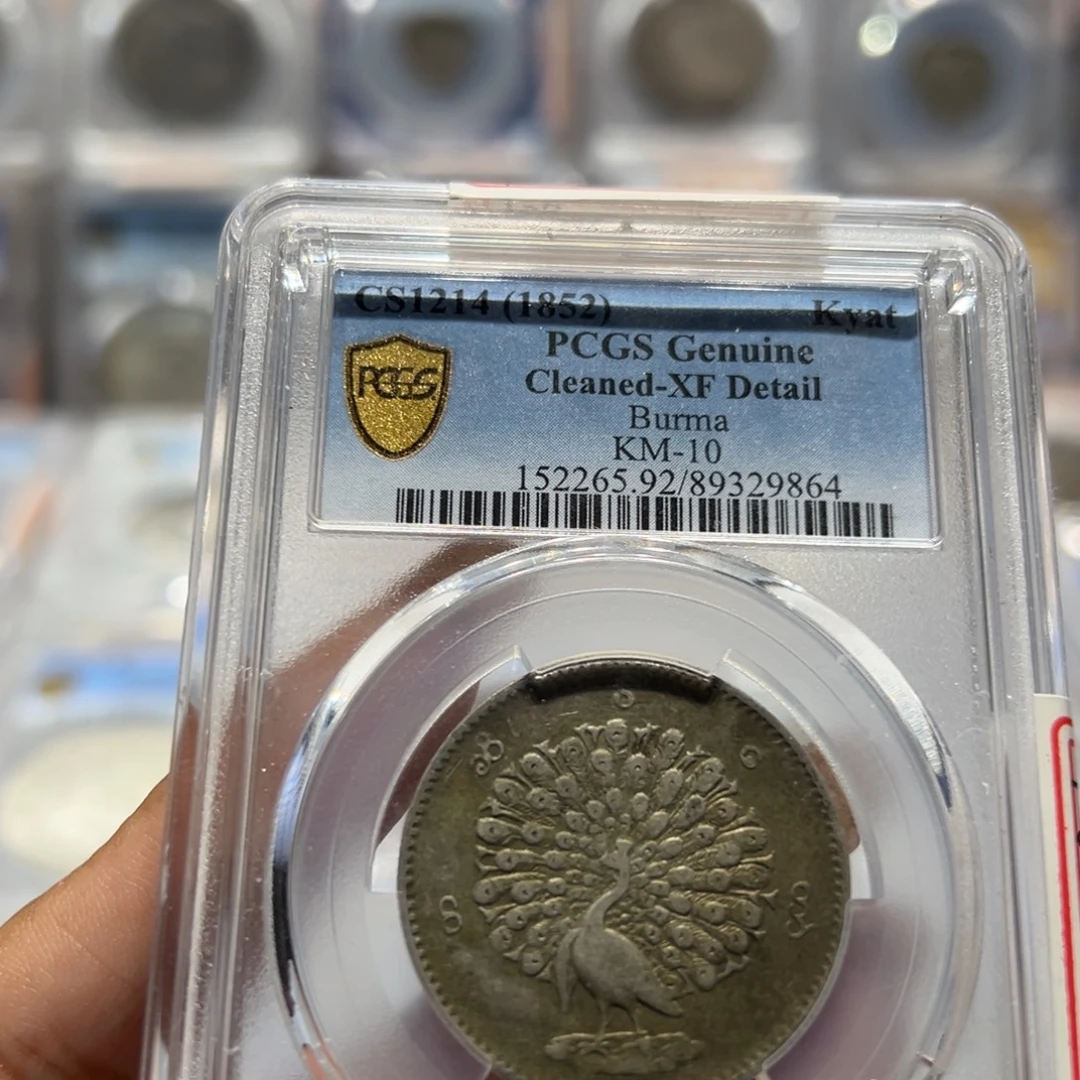 CS1214 (1852) Kyat
PCGS Genuine
PCGS
Cleaned-XF Detail
Burma
KM-10
152265.92/89329864